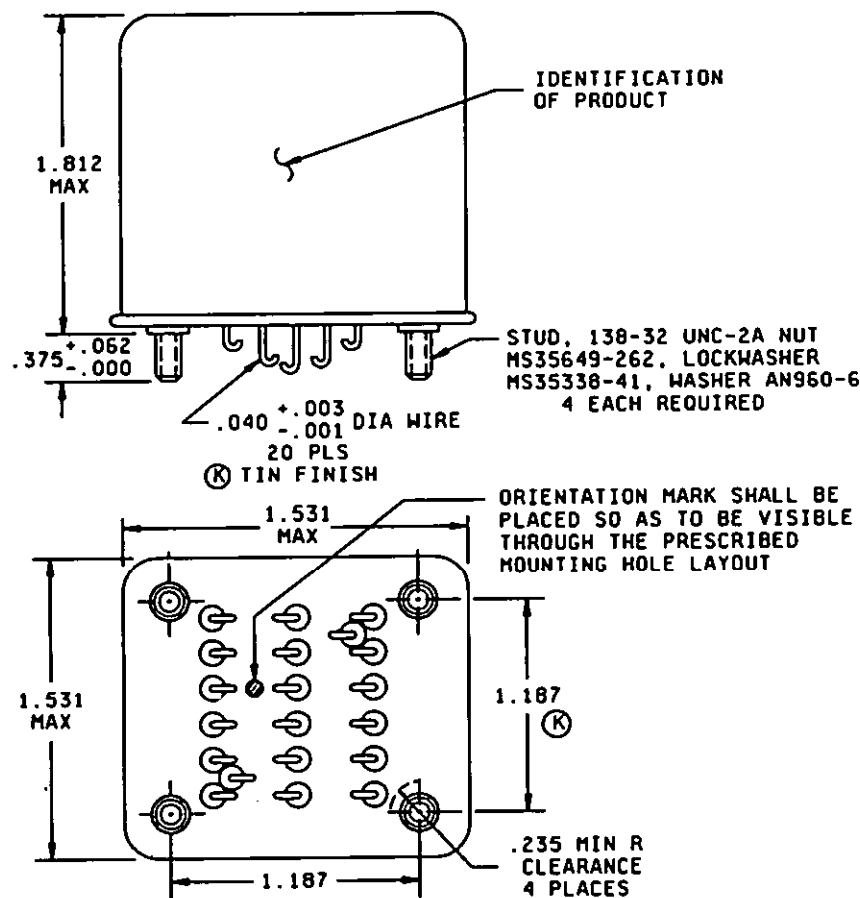 IDENTIFICATION
OF PRODUCT
1.812
MAX
.375 +.062
-.000
STUD, 138-32 UNC-2A NUT
MS35649-262, LOCKWASHER
MS35338-41, WASHER AN960-6
4 EACH REQUIRED
.040 +.003
-.001 DIA WIRE
20 PLS
K TIN FINISH
1.531
MAX
ORIENTATION MARK SHALL BE
PLACED SO AS TO BE VISIBLE
THROUGH THE PRESCRIBED
MOUNTING HOLE LAYOUT
1.531
MAX
1.187
K
.235 MIN R
CLEARANCE
4 PLACES
1.187